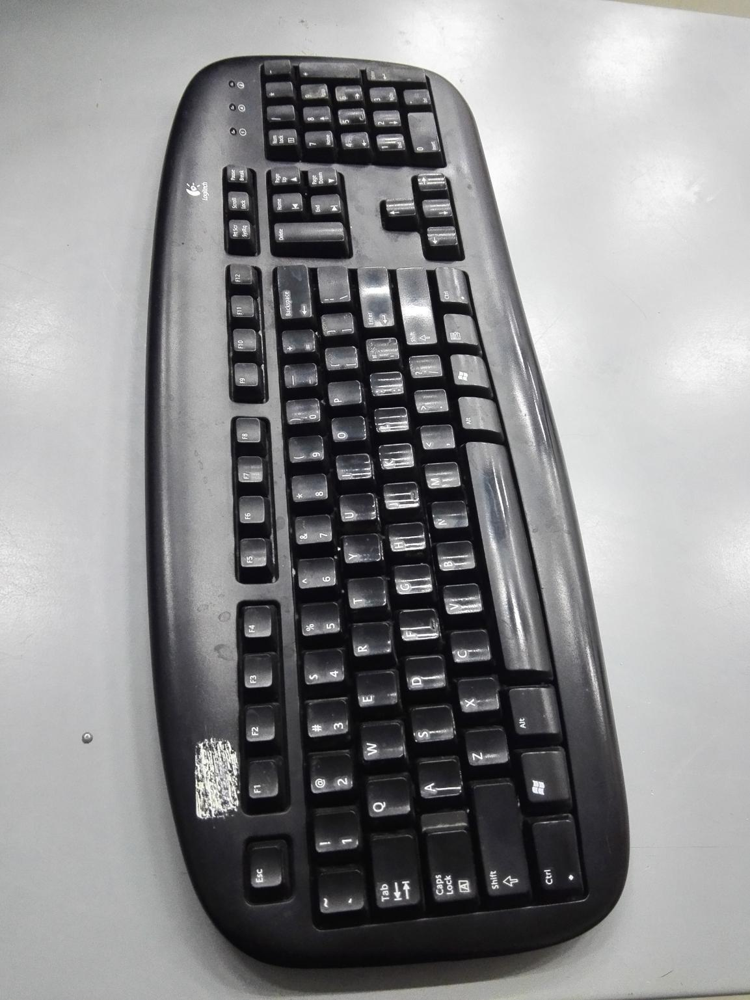 Logitech
Esc F1 F2 F3 F4 F5 F6 F7 F8 F9 F10 F11 F12 Prt Scr SysRq Scroll Lock Pause Break
~ ! @ # $ % ^ & * ( ) + Backspace
1 2 3 4 5 6 7 8 9 0 =
Tab Q W E R T Y U I O P { } | \
[ ]
Caps Lock A S D F G H J K L Enter
Shift Z X C V B N M < > ? Shift
, . /
Ctrl Alt Alt Ctrl
Delete Home Page Up
End Page Down
Num Lock / * -
7 Home 8 9 PgUp +
4 5 6
1 End 2 3 PgDn Enter
0 Insert . Del